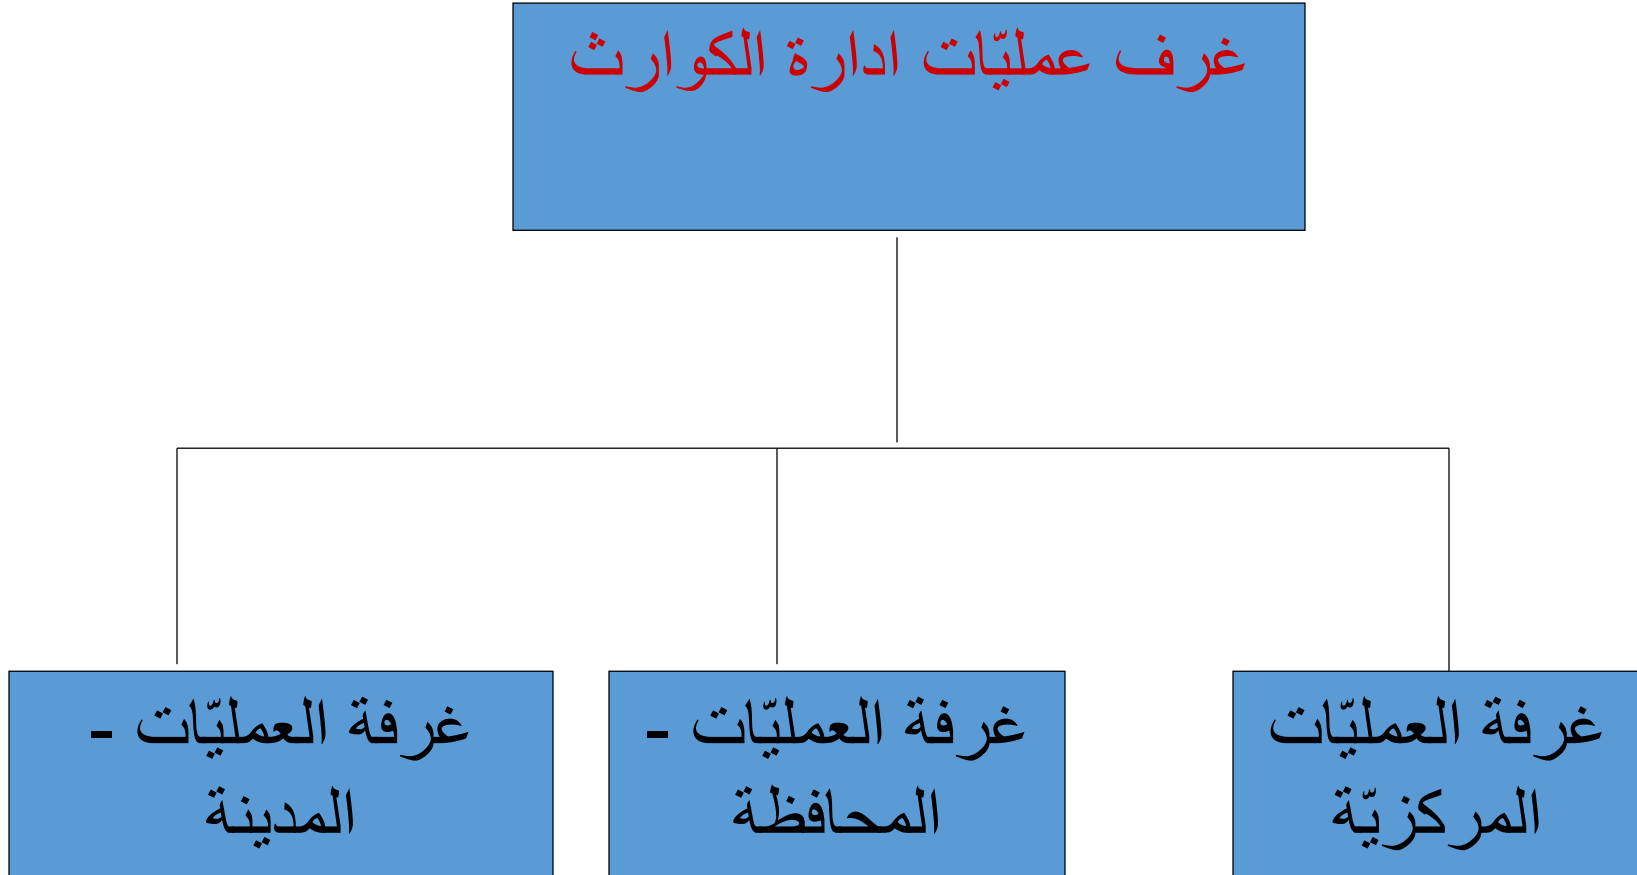 غرف عمليّات ادارة الكوارث
غرفة العمليّات
المركزيّة
غرفة العمليّات -
المحافظة
غرفة العمليّات -
المدينة